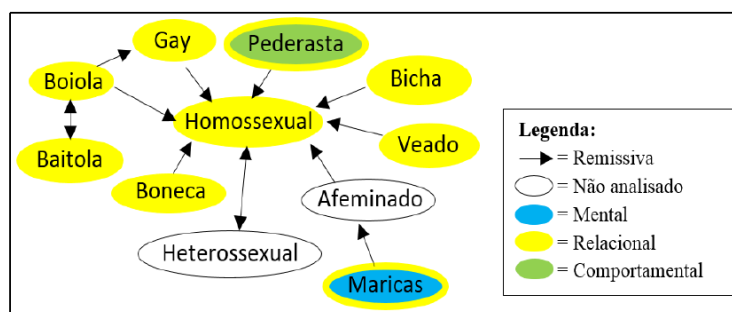 Gay
Pederasta
Boiola
Bicha
Homossexual
Baitola
Veado
Boneca
Afeminado
Heterossexual
Maricas
Legenda:
= Remissiva
= Não analisado
= Mental
= Relacional
= Comportamental